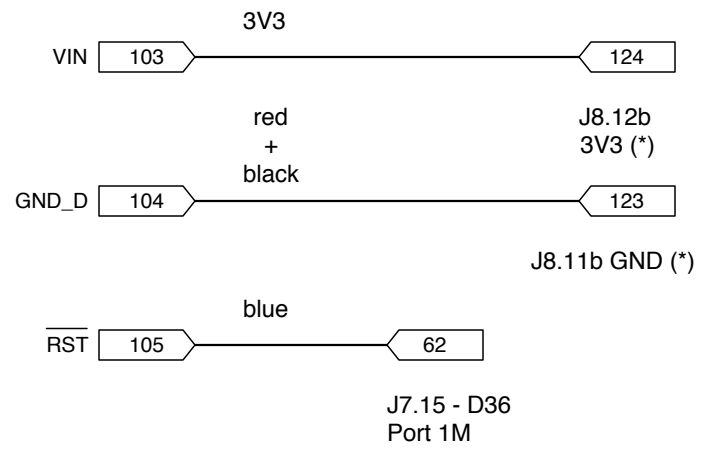 3V3
VIN 103 124
red
+
black
J8.12b
3V3 (*)
GND_D 104 123
J8.11b GND (*)
blue
RST 105 62
J7.15 - D36
Port 1M